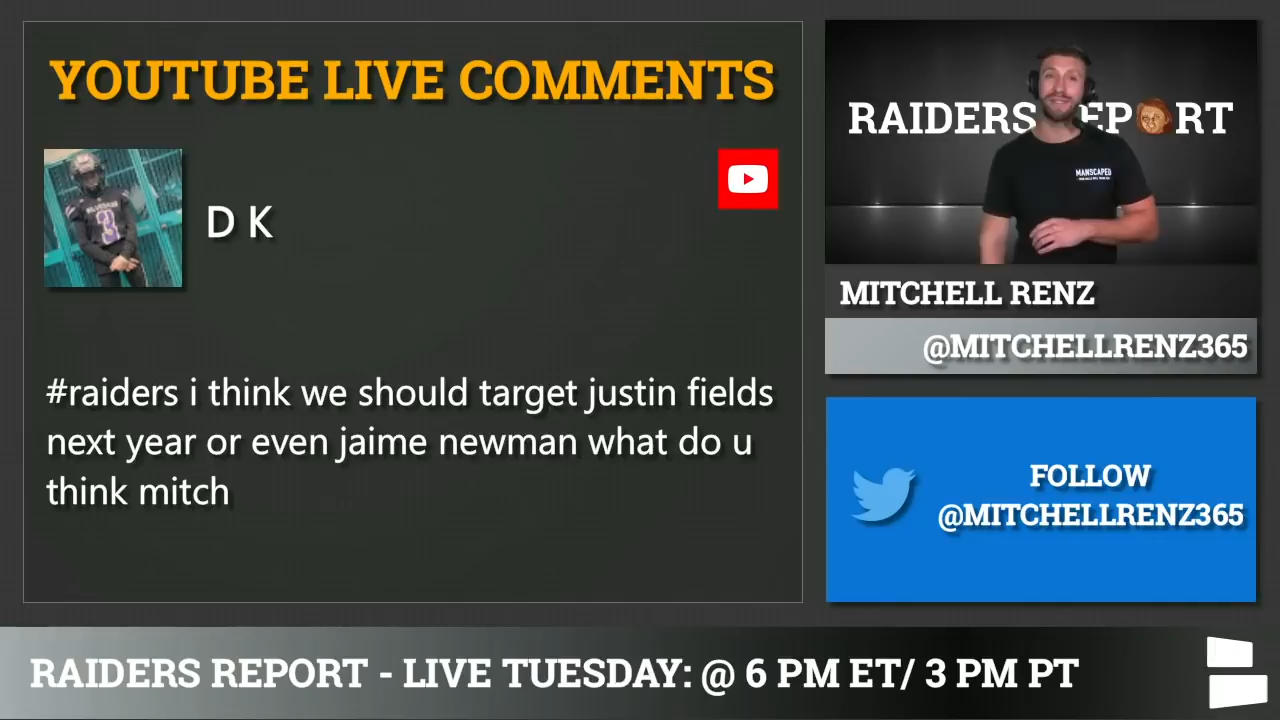 YOUTUBE LIVE COMMENTS
D K
#raiders i think we should target justin fields
next year or even jaime newman what do u
think mitch
RAIDERS REPORT
MANSCAPED
MITCHELL RENZ
@MITCHELLRENZ365
FOLLOW
@MITCHELLRENZ365
RAIDERS REPORT - LIVE TUESDAY: @ 6 PM ET/ 3 PM PT